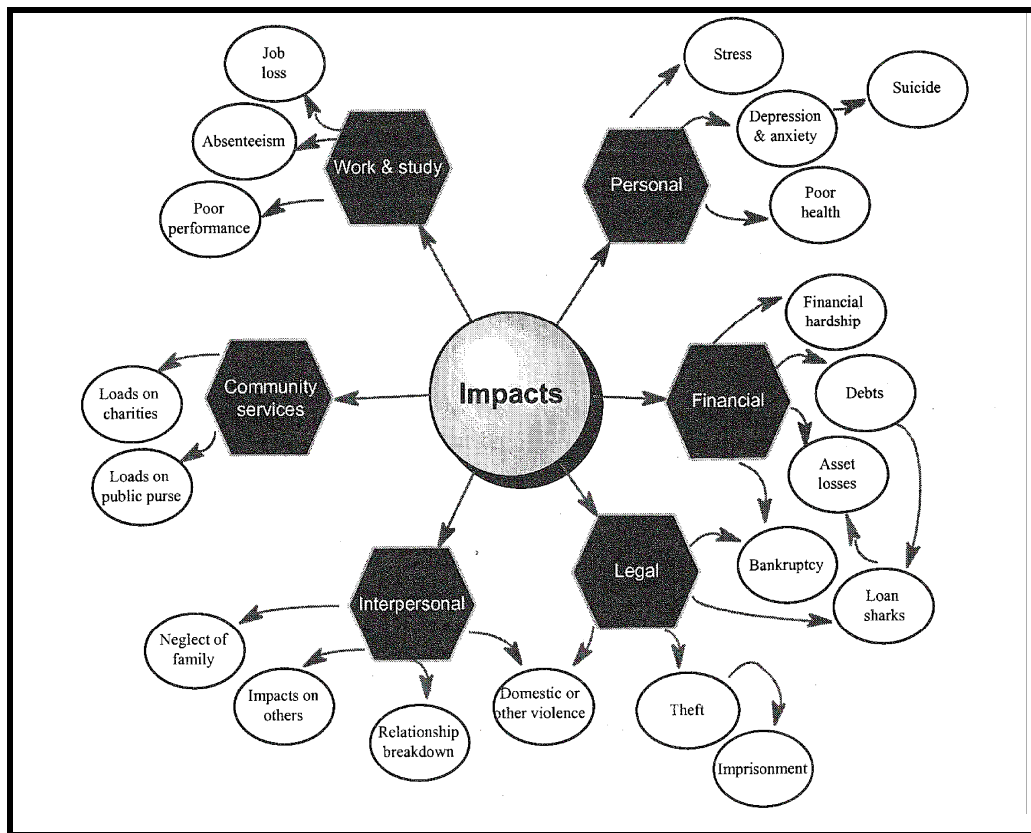 Job
loss
Absenteeism
Poor
performance
Work & study
Stress
Depression
& anxiety
Suicide
Poor
health
Personal
Impacts
Community
services
Loads on
charities
Loads on
public purse
Financial
Financial
hardship
Debts
Asset
losses
Bankruptcy
Loan
sharks
Legal
Interpersonal
Neglect of
family
Impacts on
others
Relationship
breakdown
Domestic or
other violence
Theft
Imprisonment